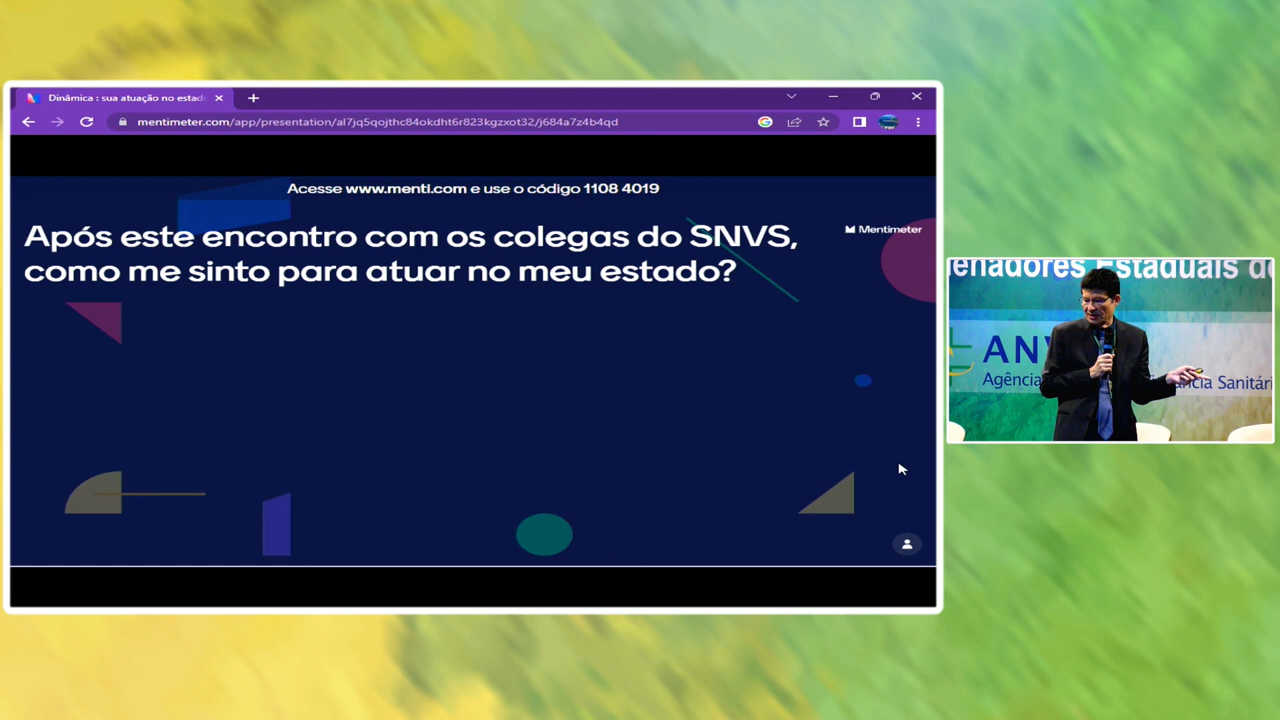 Dinâmica : sua atuação no estad
mentimeter.com/app/presentation/al7jq5qojthc84okdht6r823kgzxot32/j684a7z4b4qd
Acesse www.menti.com e use o código 1108 4019
Após este encontro com os colegas do SNVS,
como me sinto para atuar no meu estado?
Mentimeter
enadores Estaduais d
ANV
Agência ância Sanitári